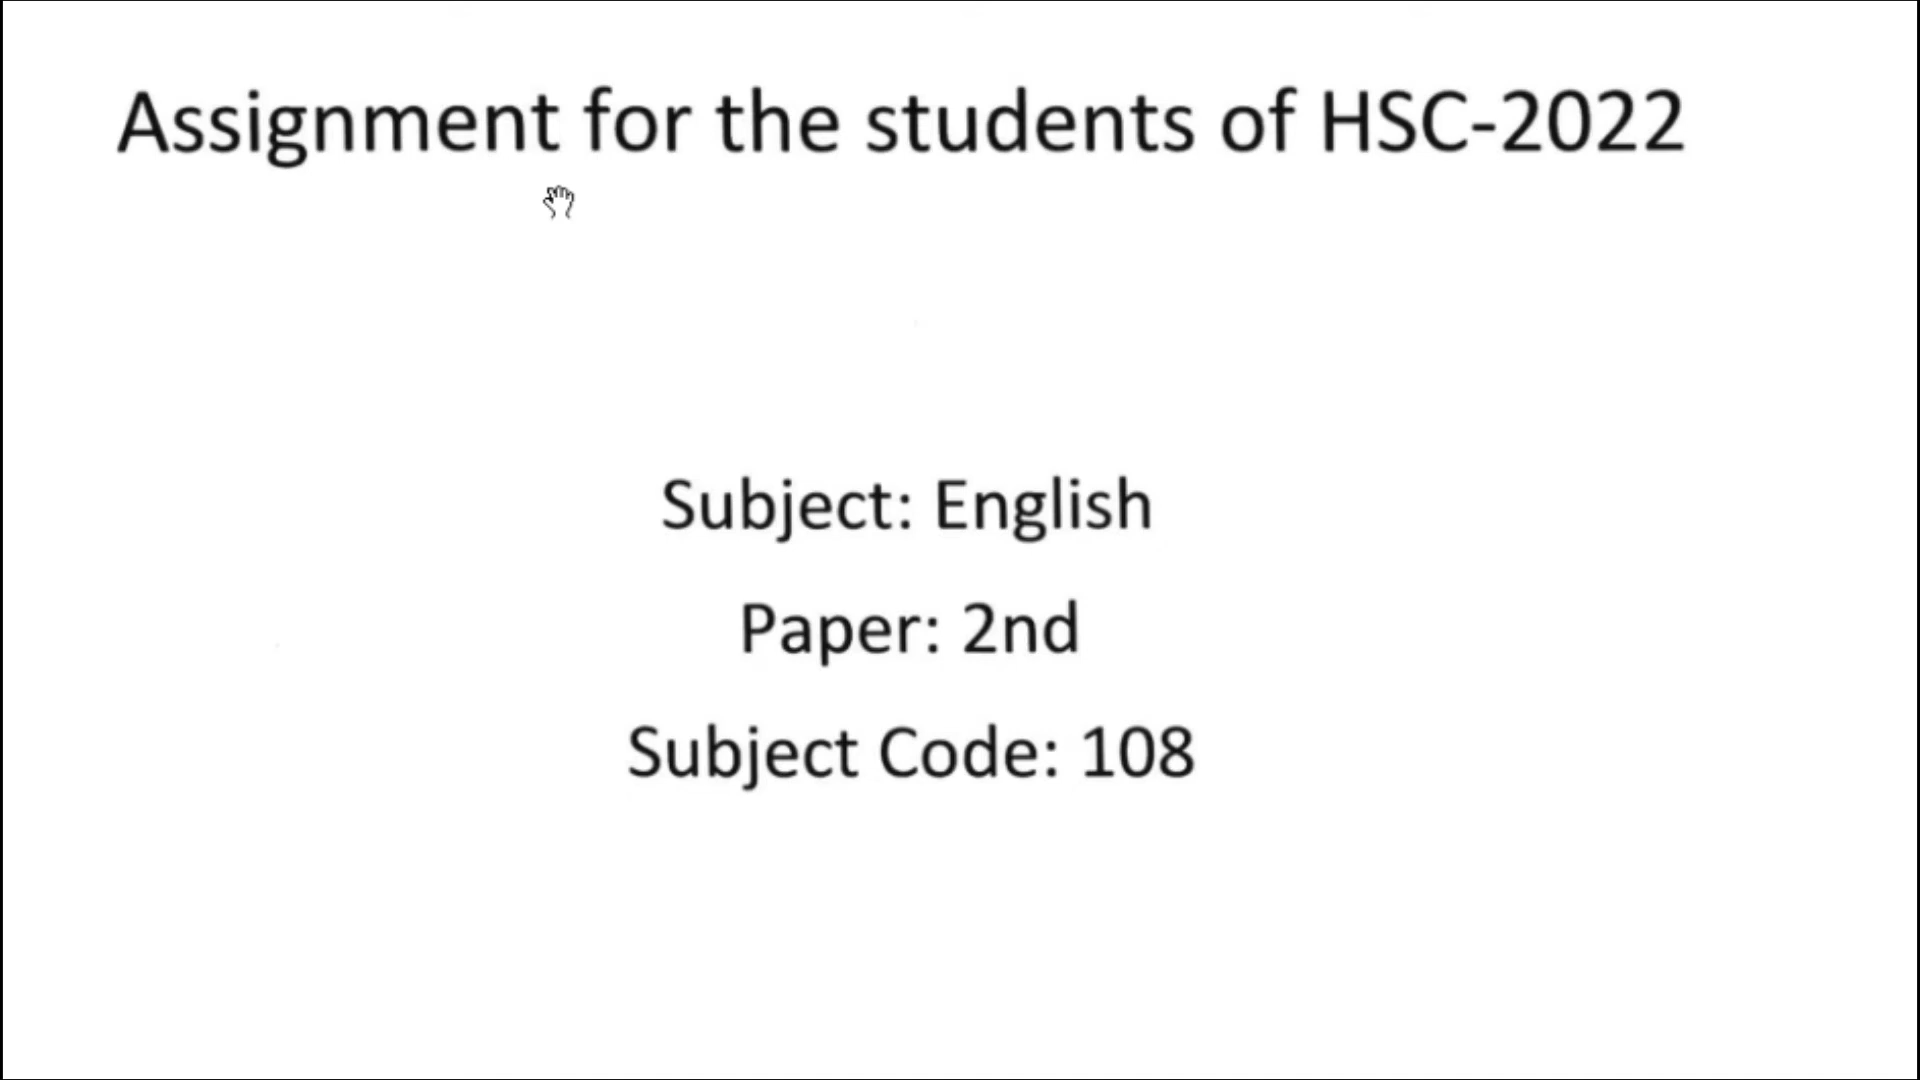 Assignment for the students of HSC-2022
Subject: English
Paper: 2nd
Subject Code: 108